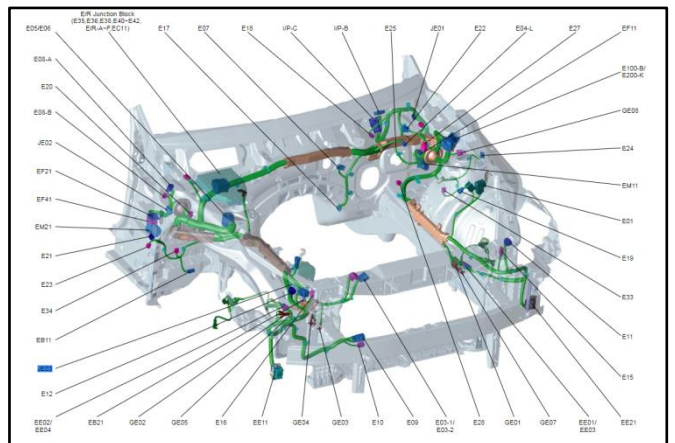 E/R Junction Block
(E35,E36,E38,E40~E42,
E/R-A~F,EC11)
E05/E06
E17
E07
E18
I/P-C
I/P-B
E25
JE01
E22
E04-L
E27
EF11
E08-A
E20
E08-B
JE02
EF21
EF41
EM21
E21
E23
E34
EB11
JE03
E12
E100-B/
E200-K
GE08
E24
EM11
E01
E19
E33
E11
E15
EE02/
EE04
EB21
GE02
GE05
E16
EE11
GE04
GE03
E10
E09
E03-1/
E03-2
E28
GE01
GE07
EE01/
EE03
EE21